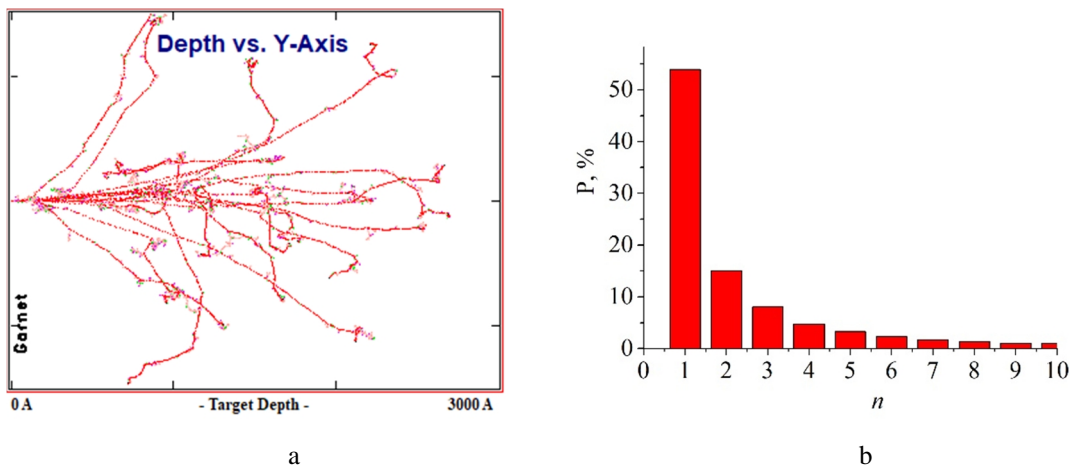 Depth vs. Y-Axis
Garnet
0 A - Target Depth - 3000 A
a
P, %
50
40
30
20
10
0
0 1 2 3 4 5 6 7 8 9 10
n
b